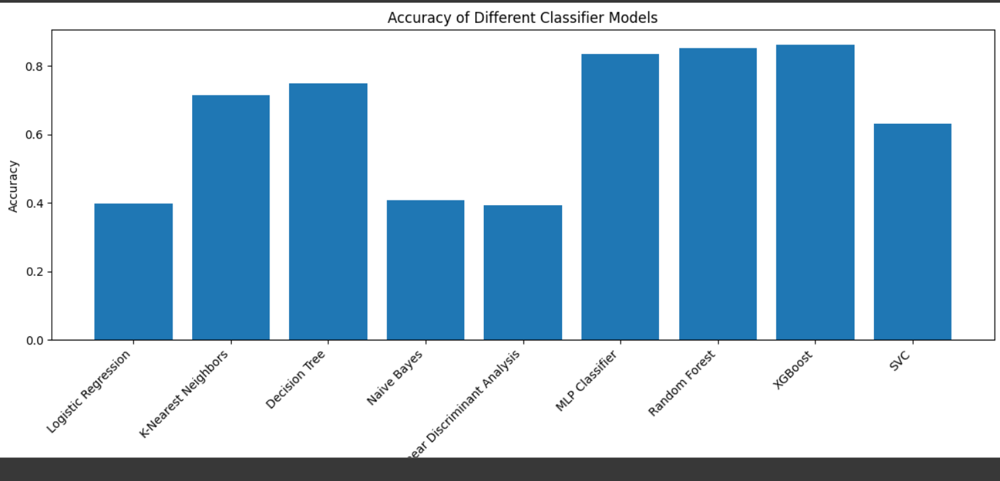 Accuracy of Different Classifier Models
Accuracy
0.8
0.6
0.4
0.2
0.0
Logistic Regression
K-Nearest Neighbors
Decision Tree
Naive Bayes
Discriminant Analysis
MLP Classifier
Random Forest
XGBoost
SVC